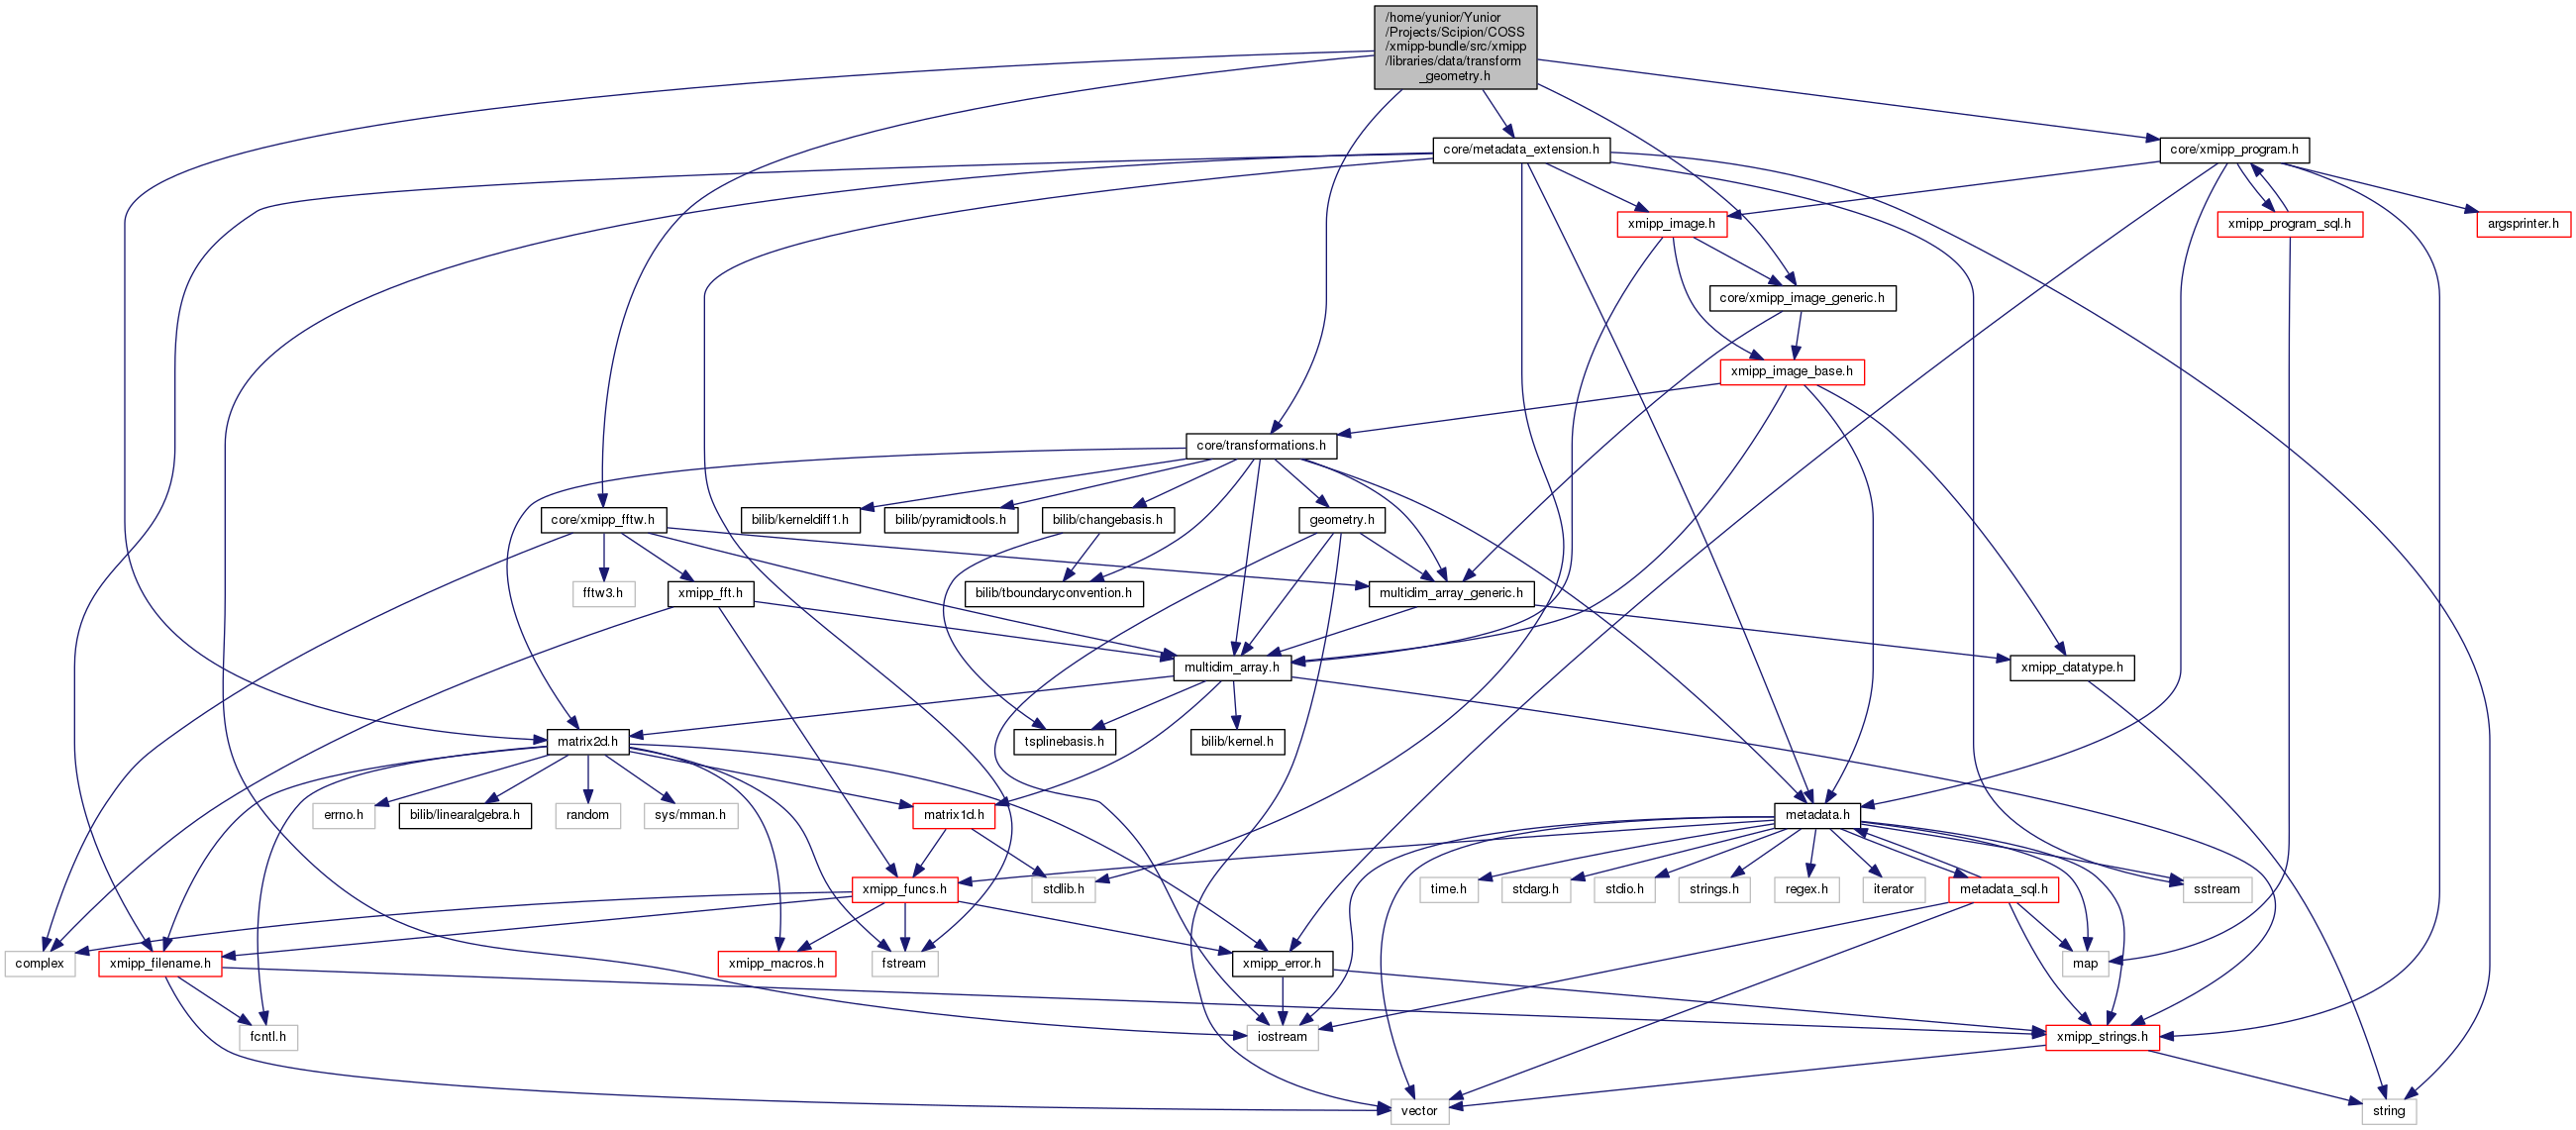 /home/yunior/Yunior
/Projects/Scipion/COSS
/xmipp-bundle/src/xmipp
/libraries/data/transform
_geometry.h
core/metadata_extension.h
core/xmipp_program.h
xmipp_image.h
xmipp_program_sql.h
argsprinter.h
core/xmipp_image_generic.h
xmipp_image_base.h
core/transformations.h
core/xmipp_fftw.h
bilib/kerneldiff1.h
bilib/pyramidtools.h
bilib/changebasis.h
geometry.h
fftw3.h
xmipp_fft.h
bilib/tboundaryconvention.h
multidim_array_generic.h
multidim_array.h
xmipp_datatype.h
matrix2d.h
tsplinebasis.h
bilib/kernel.h
errno.h
bilib/linearalgebra.h
random
sys/mman.h
matrix1d.h
metadata.h
xmipp_funcs.h
stdlib.h
time.h
stdarg.h
stdio.h
strings.h
regex.h
iterator
metadata_sql.h
sstream
complex
xmipp_filename.h
xmipp_macros.h
fstream
xmipp_error.h
map
fcntl.h
iostream
xmipp_strings.h
vector
string